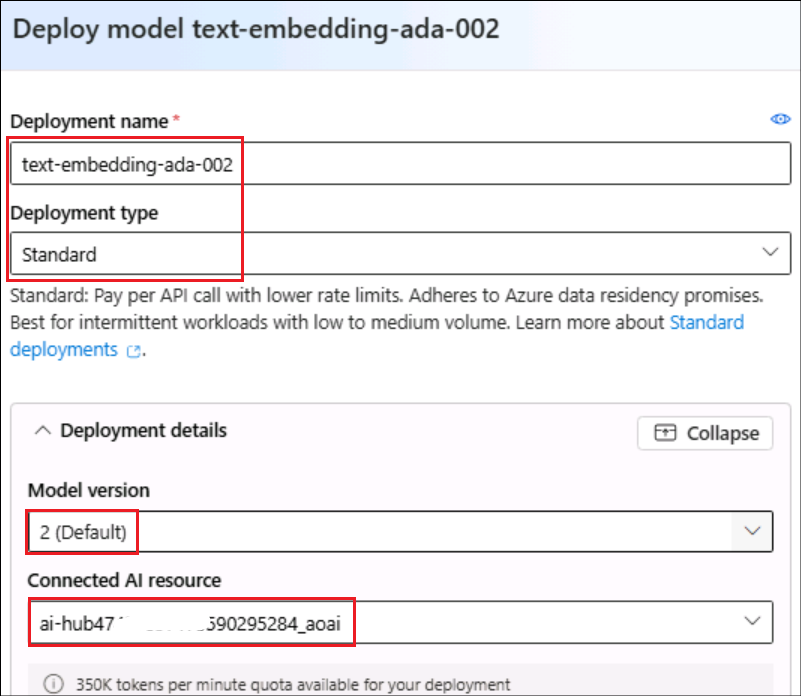 Deploy model text-embedding-ada-002
Deployment name *
text-embedding-ada-002
Deployment type
Standard
Standard: Pay per API call with lower rate limits. Adheres to Azure data residency promises.
Best for intermittent workloads with low to medium volume. Learn more about Standard
deployments.
Deployment details
Collapse
Model version
2 (Default)
Connected AI resource
ai-hub47 590295284_aoai
350K tokens per minute quota available for your deployment